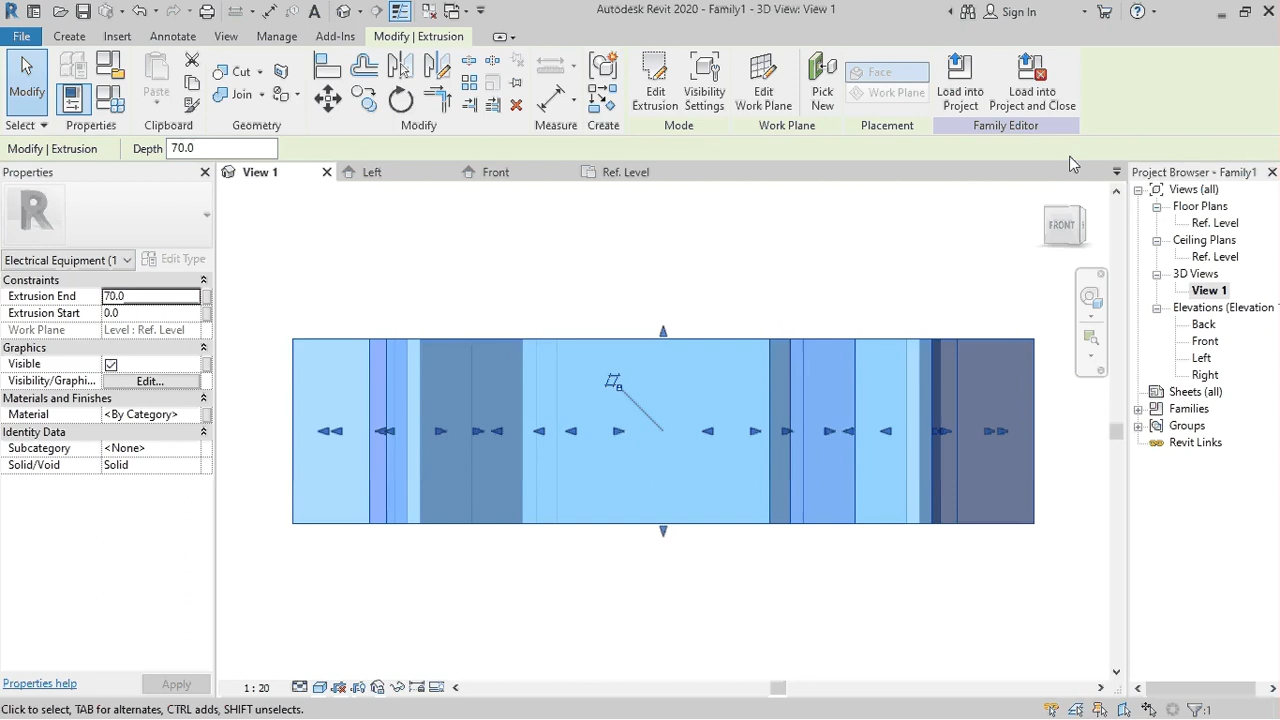 Autodesk Revit 2020 - Family1 - 3D View: View 1
Sign In
File Create Insert Annotate View Manage Add-Ins Modify | Extrusion
Modify
Paste
Cut
Join
Edit Extrusion
Visibility Settings
Edit Work Plane
Pick New
Face
Work Plane
Load into Project
Load into Project and Close
Select Properties Clipboard Geometry Modify Measure Create Mode Work Plane Placement Family Editor
Modify | Extrusion Depth 70.0
Properties
View 1 Left Front Ref. Level
Project Browser - Family1
R
Electrical Equipment (1 Edit Type
Constraints
Extrusion End 70.0
Extrusion Start 0.0
Work Plane Level : Ref. Level
Graphics
Visible
Visibility/Graphi... Edit...
Materials and Finishes
Material <By Category>
Identity Data
Subcategory <None>
Solid/Void Solid
FRONT
Views (all)
Floor Plans
Ref. Level
Ceiling Plans
Ref. Level
3D Views
View 1
Elevations (Elevation
Back
Front
Left
Right
Sheets (all)
Families
Groups
Revit Links
Properties help Apply
1 : 20
Click to select, TAB for alternates, CTRL adds, SHIFT unselects.
:1